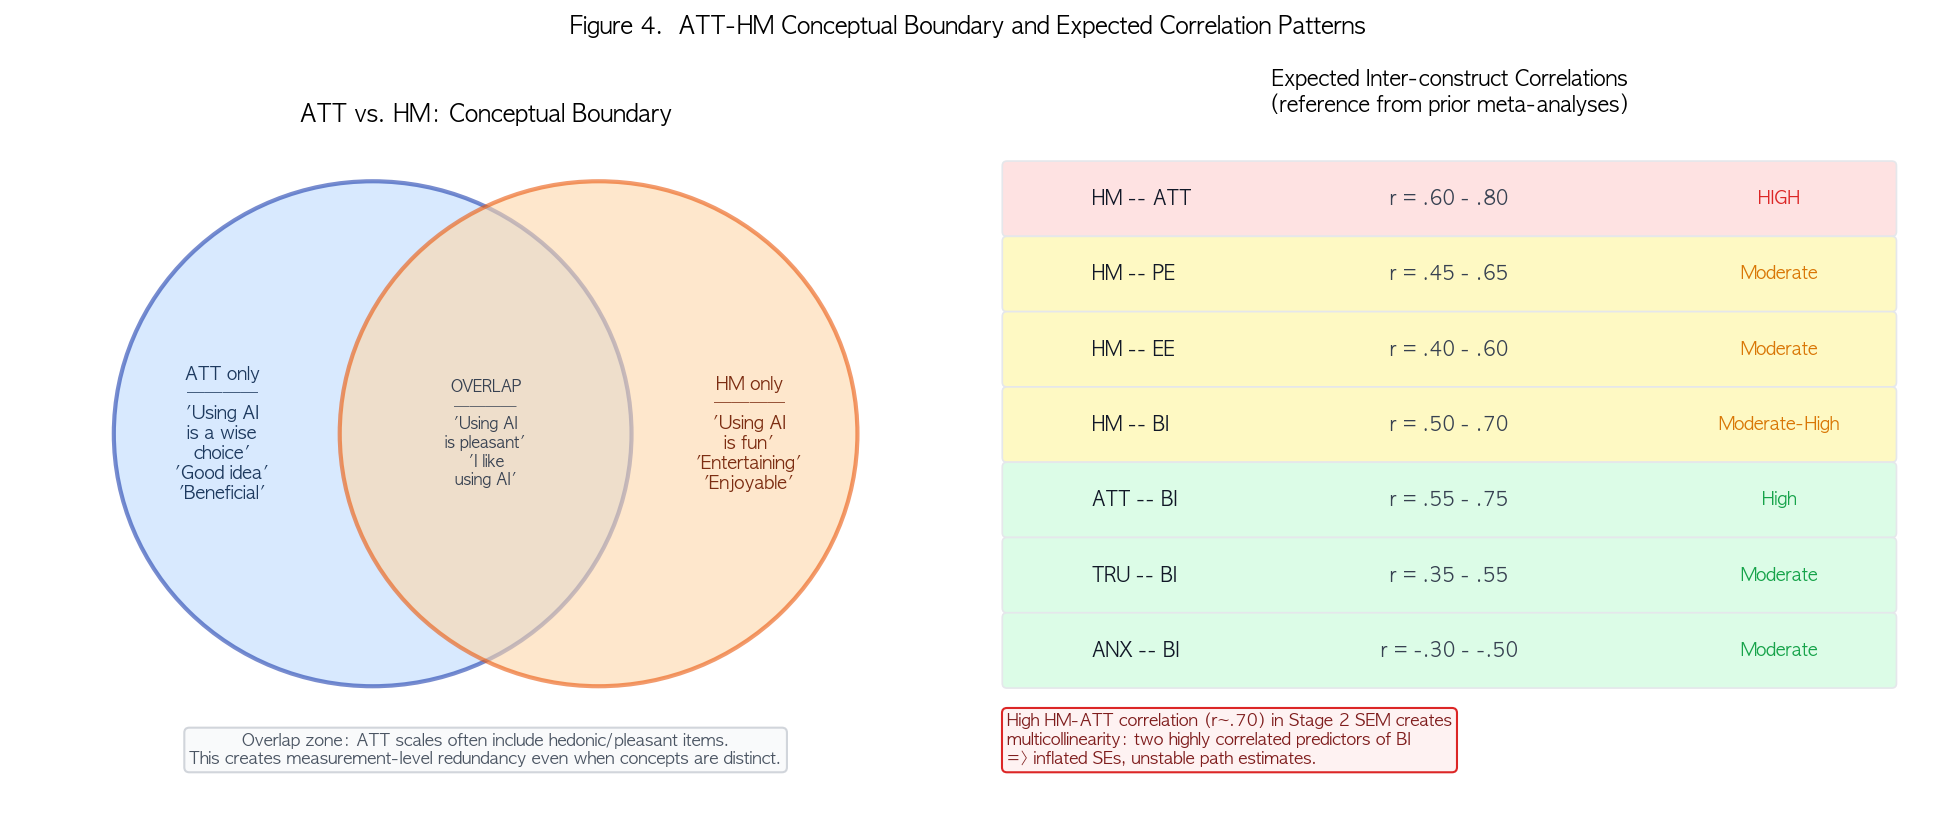 Figure 4.  ATT-HM Conceptual Boundary and Expected Correlation Patterns
ATT vs. HM: Conceptual Boundary
ATT only
'Using AI
is a wise
choice'
'Good idea'
'Beneficial'
OVERLAP
'Using AI
is pleasant'
'I like
using AI'
HM only
'Using AI
is fun'
'Entertaining'
'Enjoyable'
Overlap zone: ATT scales often include hedonic/pleasant items.
This creates measurement-level redundancy even when concepts are distinct.
Expected Inter-construct Correlations
(reference from prior meta-analyses)
HM -- ATT r = .60 - .80 HIGH
HM -- PE r = .45 - .65 Moderate
HM -- EE r = .40 - .60 Moderate
HM -- BI r = .50 - .70 Moderate-High
ATT -- BI r = .55 - .75 High
TRU -- BI r = .35 - .55 Moderate
ANX -- BI r = -.30 - -.50 Moderate
High HM-ATT correlation (r~.70) in Stage 2 SEM creates
multicollinearity: two highly correlated predictors of BI
=> inflated SEs, unstable path estimates.